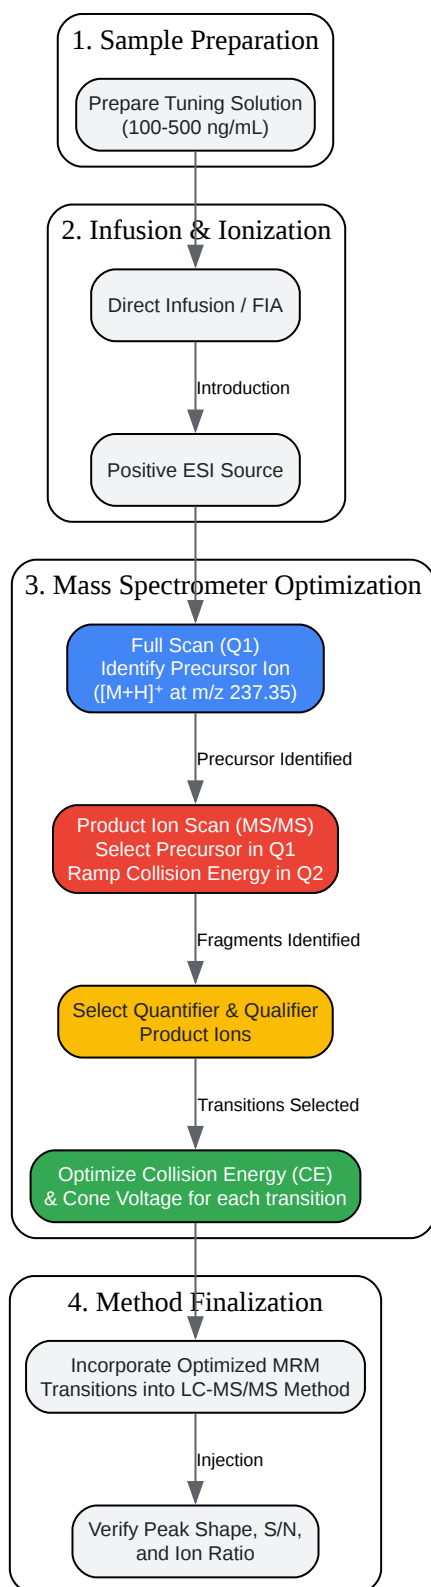 1. Sample Preparation
Prepare Tuning Solution
(100-500 ng/mL)
2. Infusion & Ionization
Direct Infusion / FIA
Introduction
Positive ESI Source
3. Mass Spectrometer Optimization
Full Scan (Q1)
Identify Precursor Ion
([M+H]⁺ at m/z 237.35)
Precursor Identified
Product Ion Scan (MS/MS)
Select Precursor in Q1
Ramp Collision Energy in Q2
Fragments Identified
Select Quantifier & Qualifier
Product Ions
Transitions Selected
Optimize Collision Energy (CE)
& Cone Voltage for each transition
4. Method Finalization
Incorporate Optimized MRM
Transitions into LC-MS/MS Method
Injection
Verify Peak Shape, S/N,
and Ion Ratio